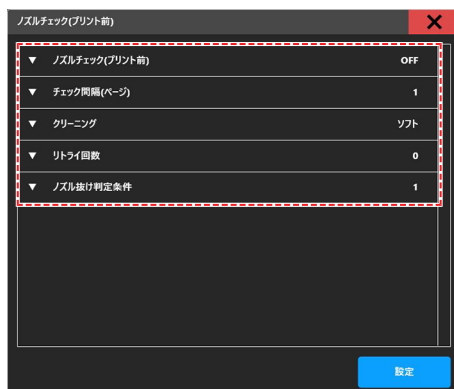 ノズルチェック(プリント前)
▼ ノズルチェック(プリント前) OFF
▼ チェック間隔(ページ) 1
▼ クリーニング ソフト
▼ リトライ回数 0
▼ ノズル抜け判定条件 1
設定